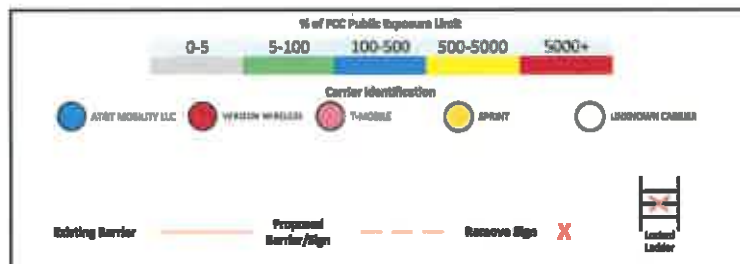 % of FCC Public Exposure Limit
0-5 5-100 100-500 500-5000 5000+
Carrier Identification
AT&T MOBILITY LLC VERIZON WIRELESS T-MOBILE SPRINT UNKNOWN CARRIER
Existing Barrier Proposed Barrier/Sign Remove Sign X
Locked
Ladder